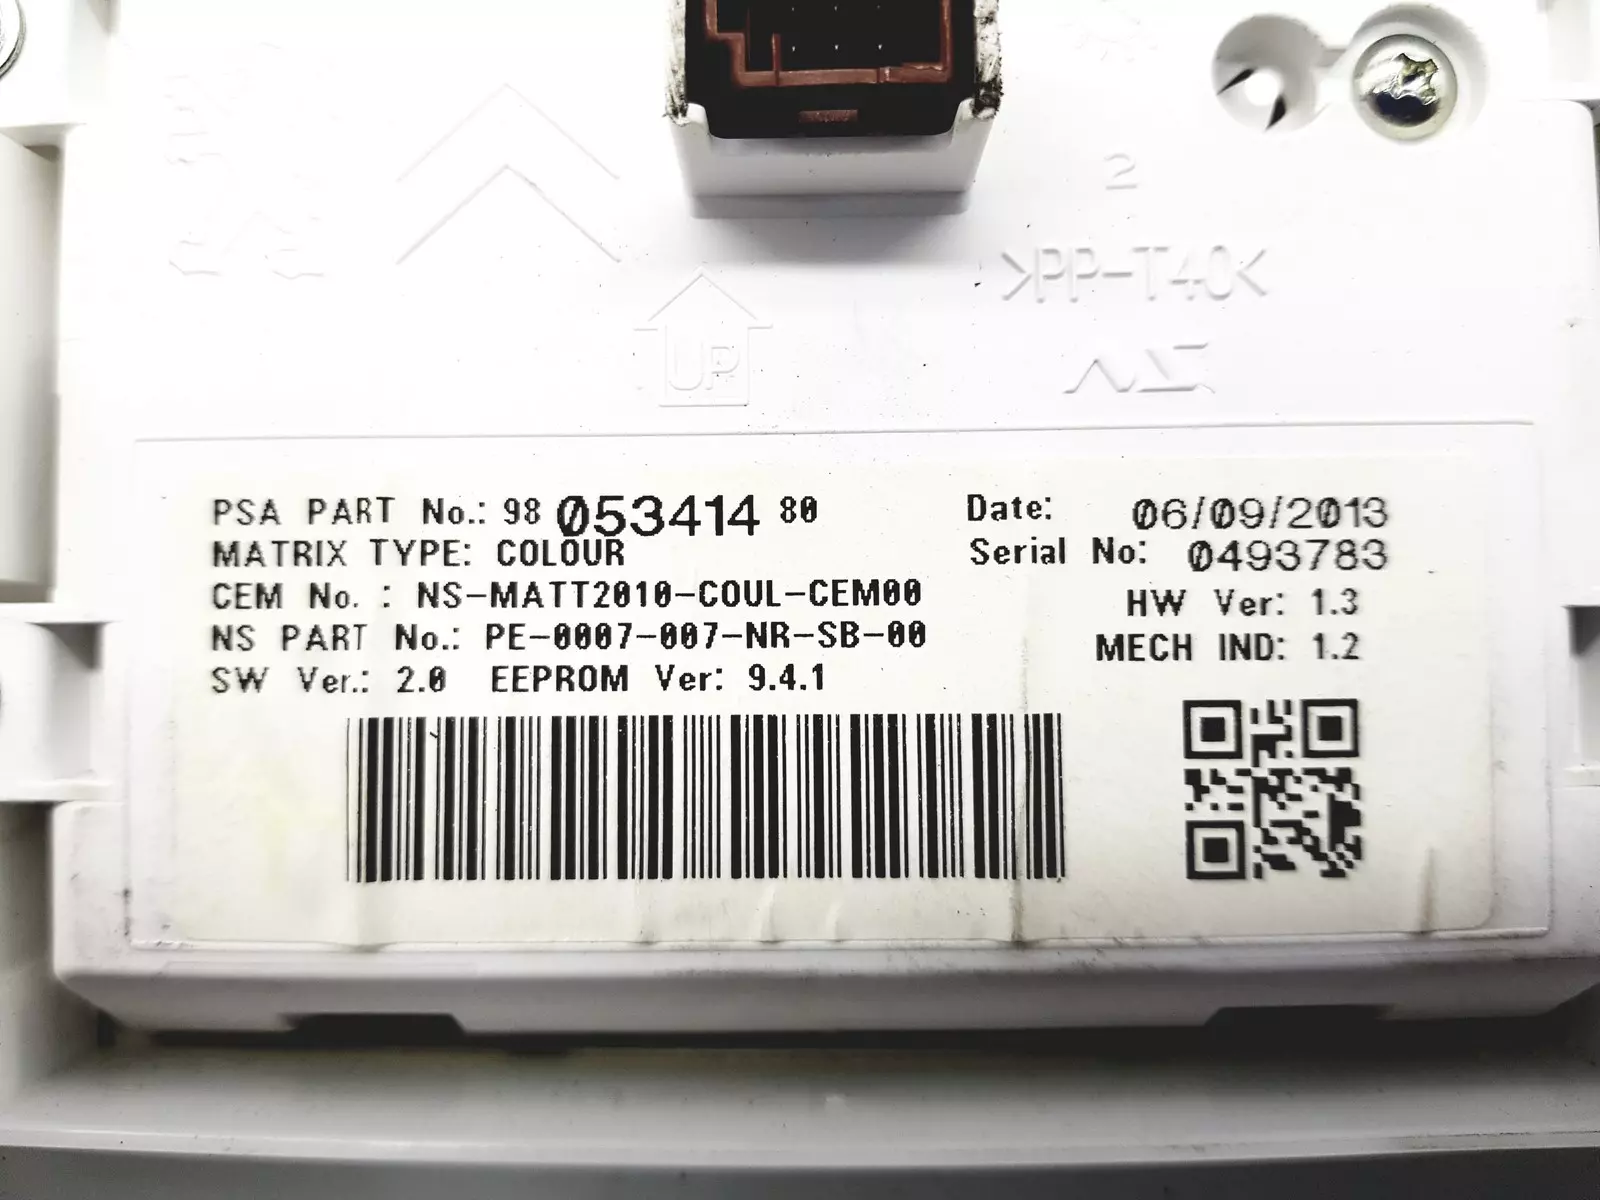 2
>PP-T40<
UP
PSA PART No.: 98 053414 80
Date: 06/09/2013
MATRIX TYPE: COLOUR
Serial No: 0493783
CEM No. : NS-MATT2010-COUL-CEM00
HW Ver: 1.3
NS PART No.: PE-0007-007-NR-SB-00
MECH IND: 1.2
SW Ver.: 2.0 EEPROM Ver: 9.4.1